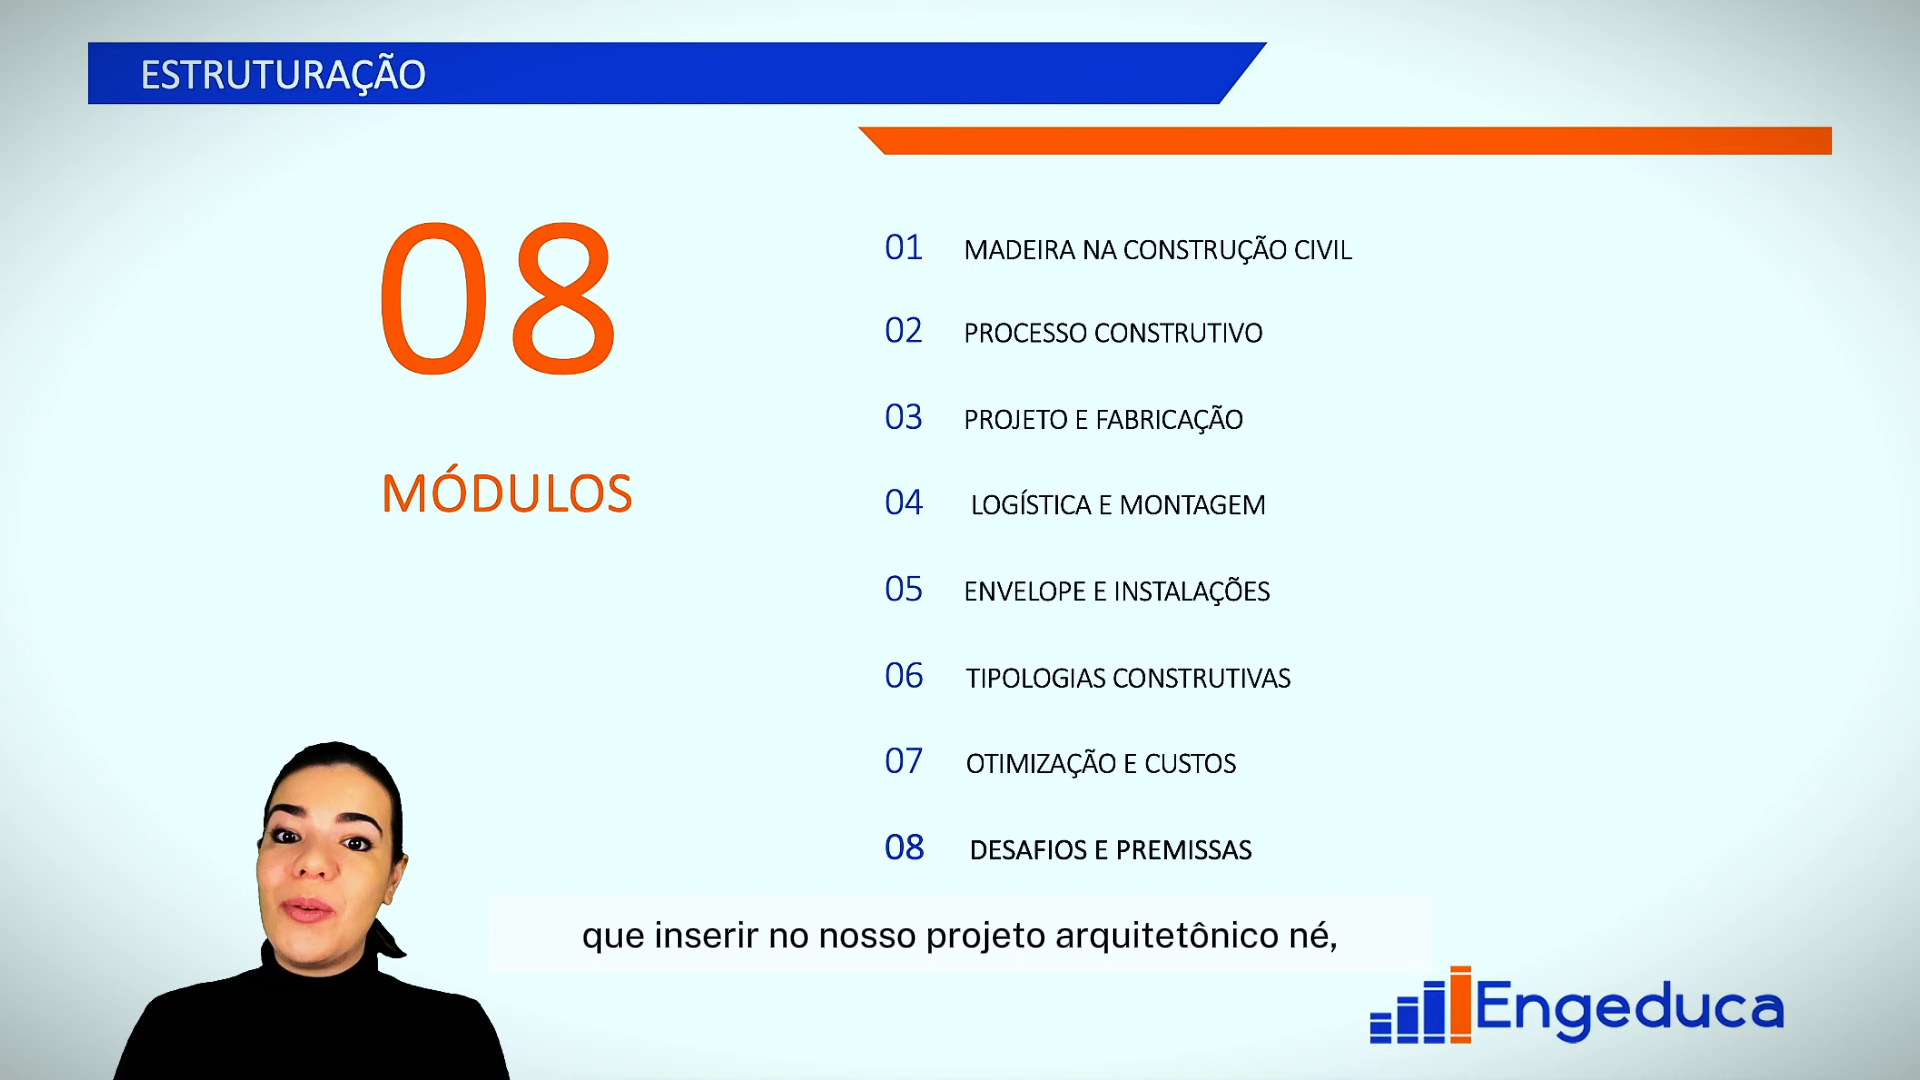 ESTRUTURAÇÃO
08
MÓDULOS
01 MADEIRA NA CONSTRUÇÃO CIVIL
02 PROCESSO CONSTRUTIVO
03 PROJETO E FABRICAÇÃO
04 LOGÍSTICA E MONTAGEM
05 ENVELOPE E INSTALAÇÕES
06 TIPOLOGIAS CONSTRUTIVAS
07 OTIMIZAÇÃO E CUSTOS
08 DESAFIOS E PREMISSAS
que inserir no nosso projeto arquitetônico né,
Engeduca